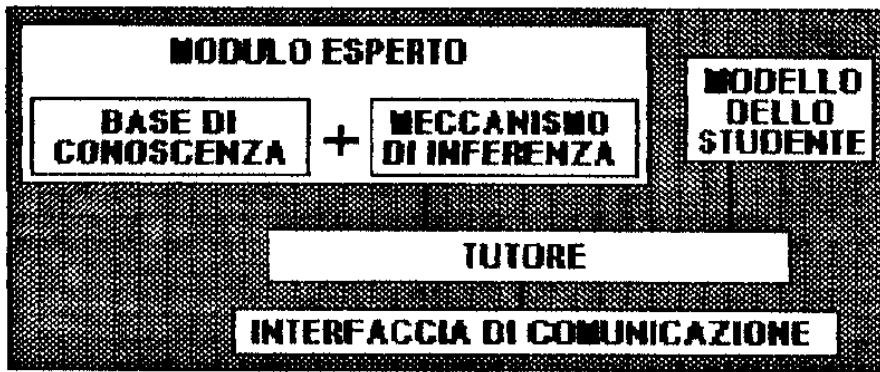 MODULO ESPERTO
BASE DI
CONOSCENZA
+
MECCANISMO
DI INFERENZA
MODELLO
DELLO
STUDENTE
TUTORE
INTERFACCIA DI COMUNICAZIONE